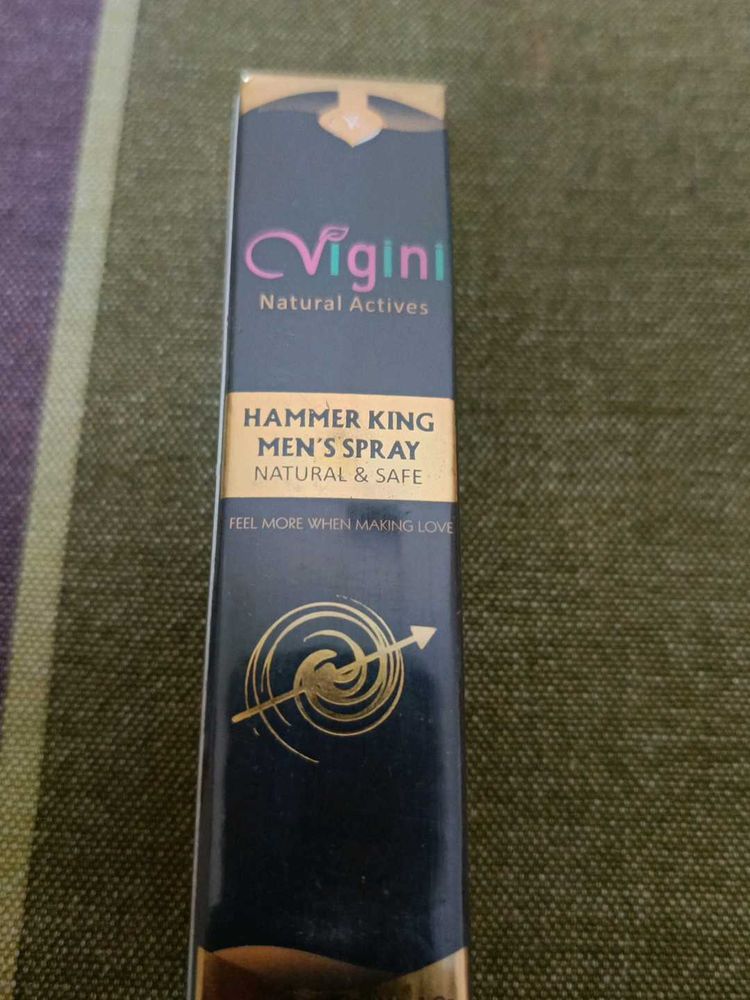 Vigini
Natural Actives
HAMMER KING
MEN'S SPRAY
NATURAL & SAFE
FEEL MORE WHEN MAKING LOVE